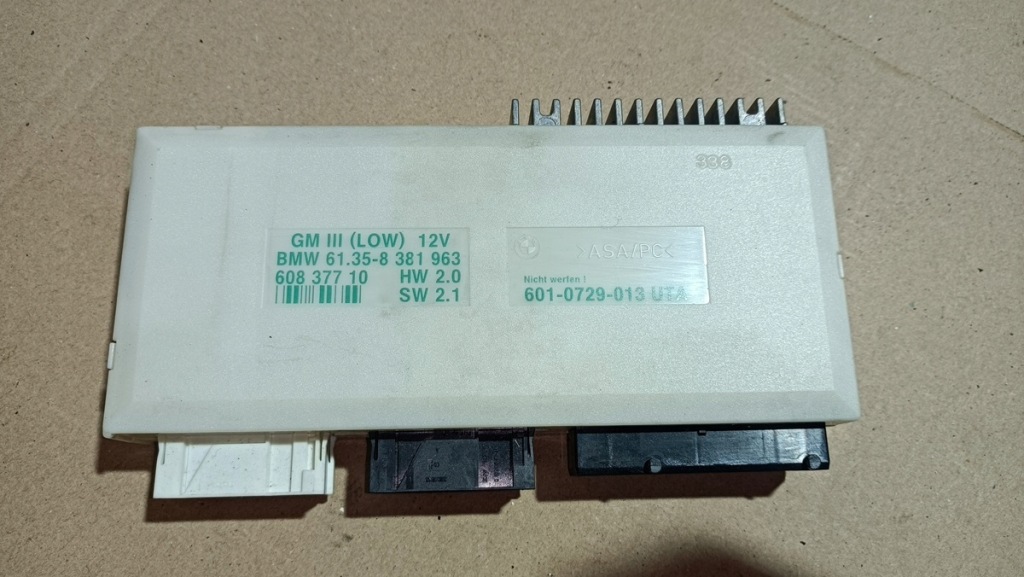 GM III (LOW) 12V
BMW 61.35-8 381 963
608 377 10 HW 2.0
SW 2.1
>ASA/PC<
Nicht werfen !
601-0729-013 UTA